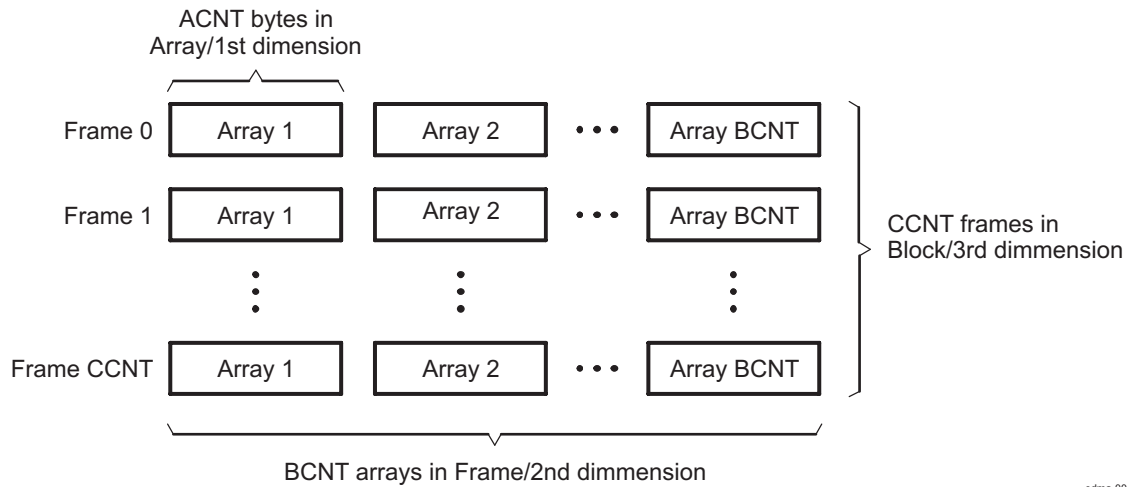 ACNT bytes in
Array/1st dimension
Frame 0 Array 1 Array 2 • • • Array BCNT
Frame 1 Array 1 Array 2 • • • Array BCNT
CCNT frames in
Block/3rd dimmension
Frame CCNT Array 1 Array 2 • • • Array BCNT
BCNT arrays in Frame/2nd dimmension